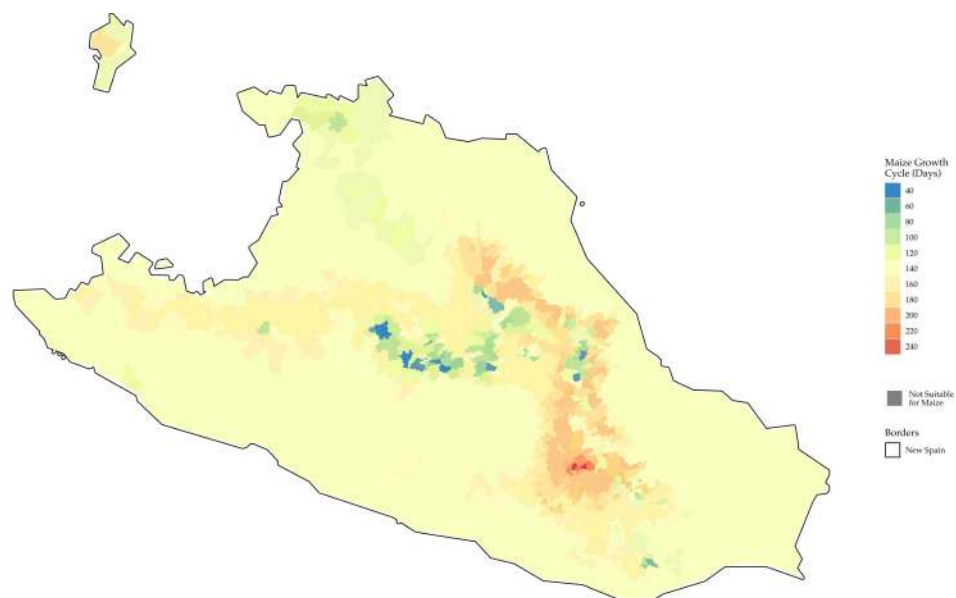 Maize Growth
Cycle (Days)
40
60
80
100
120
140
160
180
200
220
240
Not Suitable
for Maize
Borders
New Spain